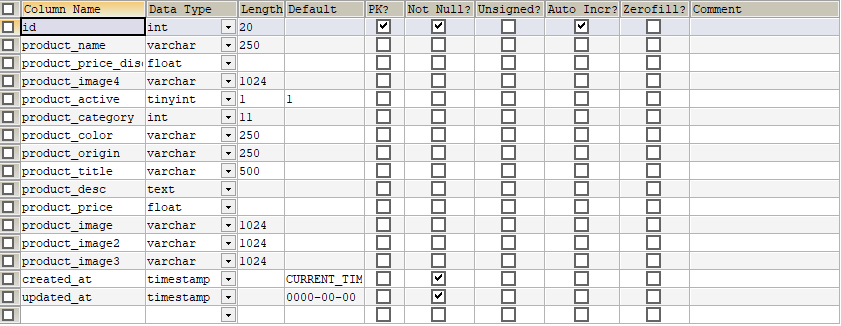 Column Name Data Type Length Default PK? Not Null? Unsigned? Auto Incr? Zerofill? Comment
id int 20
product_name varchar 250
product_price_disc float
product_image4 varchar 1024
product_active tinyint 1 1
product_category int 11
product_color varchar 250
product_origin varchar 250
product_title varchar 500
product_desc text
product_price float
product_image varchar 1024
product_image2 varchar 1024
product_image3 varchar 1024
created_at timestamp CURRENT_TIM
updated_at timestamp 0000-00-00